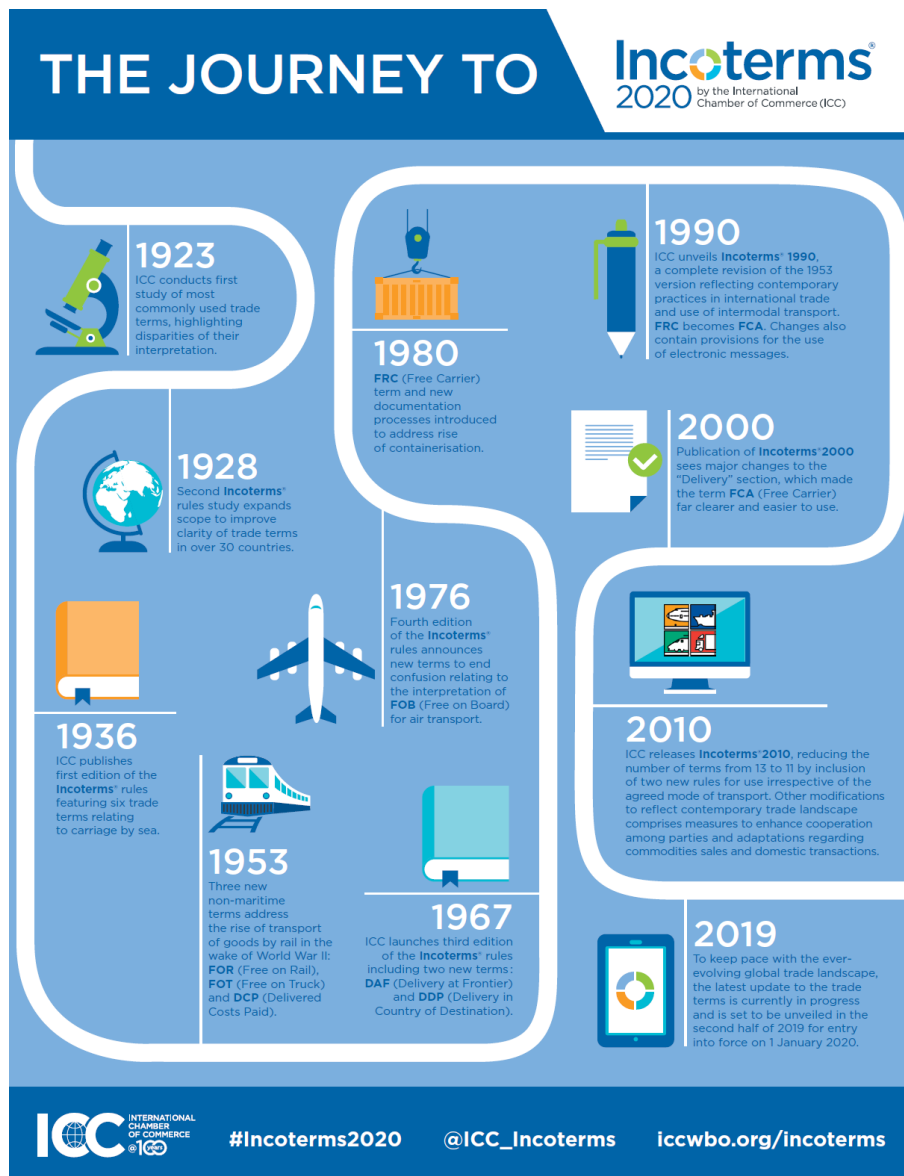 THE JOURNEY TO
Incoterms®
2020 by the International
Chamber of Commerce (ICC)
1923
ICC conducts first
study of most
commonly used trade
terms, highlighting
disparities of their
interpretation.
1928
Second Incoterms®
rules study expands
scope to improve
clarity of trade terms
in over 30 countries.
1936
ICC publishes
first edition of the
Incoterms® rules
featuring six trade
terms relating
to carriage by sea.
1953
Three new
non-maritime
terms address
the rise of transport
of goods by rail in the
wake of World War II:
FOR (Free on Rail),
FOT (Free on Truck)
and DCP (Delivered
Costs Paid).
1967
ICC launches third edition
of the Incoterms® rules
including two new terms:
DAF (Delivery at Frontier)
and DDP (Delivery in
Country of Destination).
1976
Fourth edition
of the Incoterms®
rules announces
new terms to end
confusion relating to
the interpretation of
FOB (Free on Board)
for air transport.
1980
FRC (Free Carrier)
term and new
documentation
processes introduced
to address rise
of containerisation.
1990
ICC unveils Incoterms® 1990,
a complete revision of the 1953
version reflecting contemporary
practices in international trade
and use of intermodal transport.
FRC becomes FCA. Changes also
contain provisions for the use
of electronic messages.
2000
Publication of Incoterms®2000
sees major changes to the
“Delivery” section, which made
the term FCA (Free Carrier)
far clearer and easier to use.
2010
ICC releases Incoterms®2010, reducing the
number of terms from 13 to 11 by inclusion
of two new rules for use irrespective of the
agreed mode of transport. Other modifications
to reflect contemporary trade landscape
comprises measures to enhance cooperation
among parties and adaptations regarding
commodities sales and domestic transactions.
2019
To keep pace with the ever-
evolving global trade landscape,
the latest update to the trade
terms is currently in progress
and is set to be unveiled in the
second half of 2019 for entry
into force on 1 January 2020.
ICC
INTERNATIONAL
CHAMBER
OF COMMERCE
@100 years
#Incoterms2020
@ICC_Incoterms
iccwbo.org/incoterms